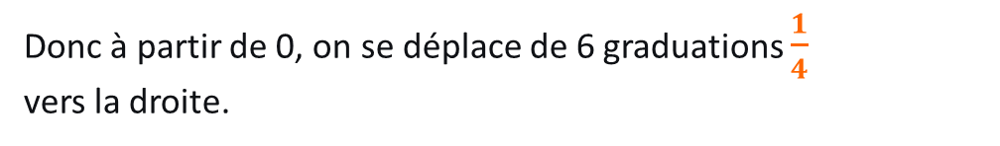 Donc à partir de 0, on se déplace de 6 graduations 1/4
vers la droite.